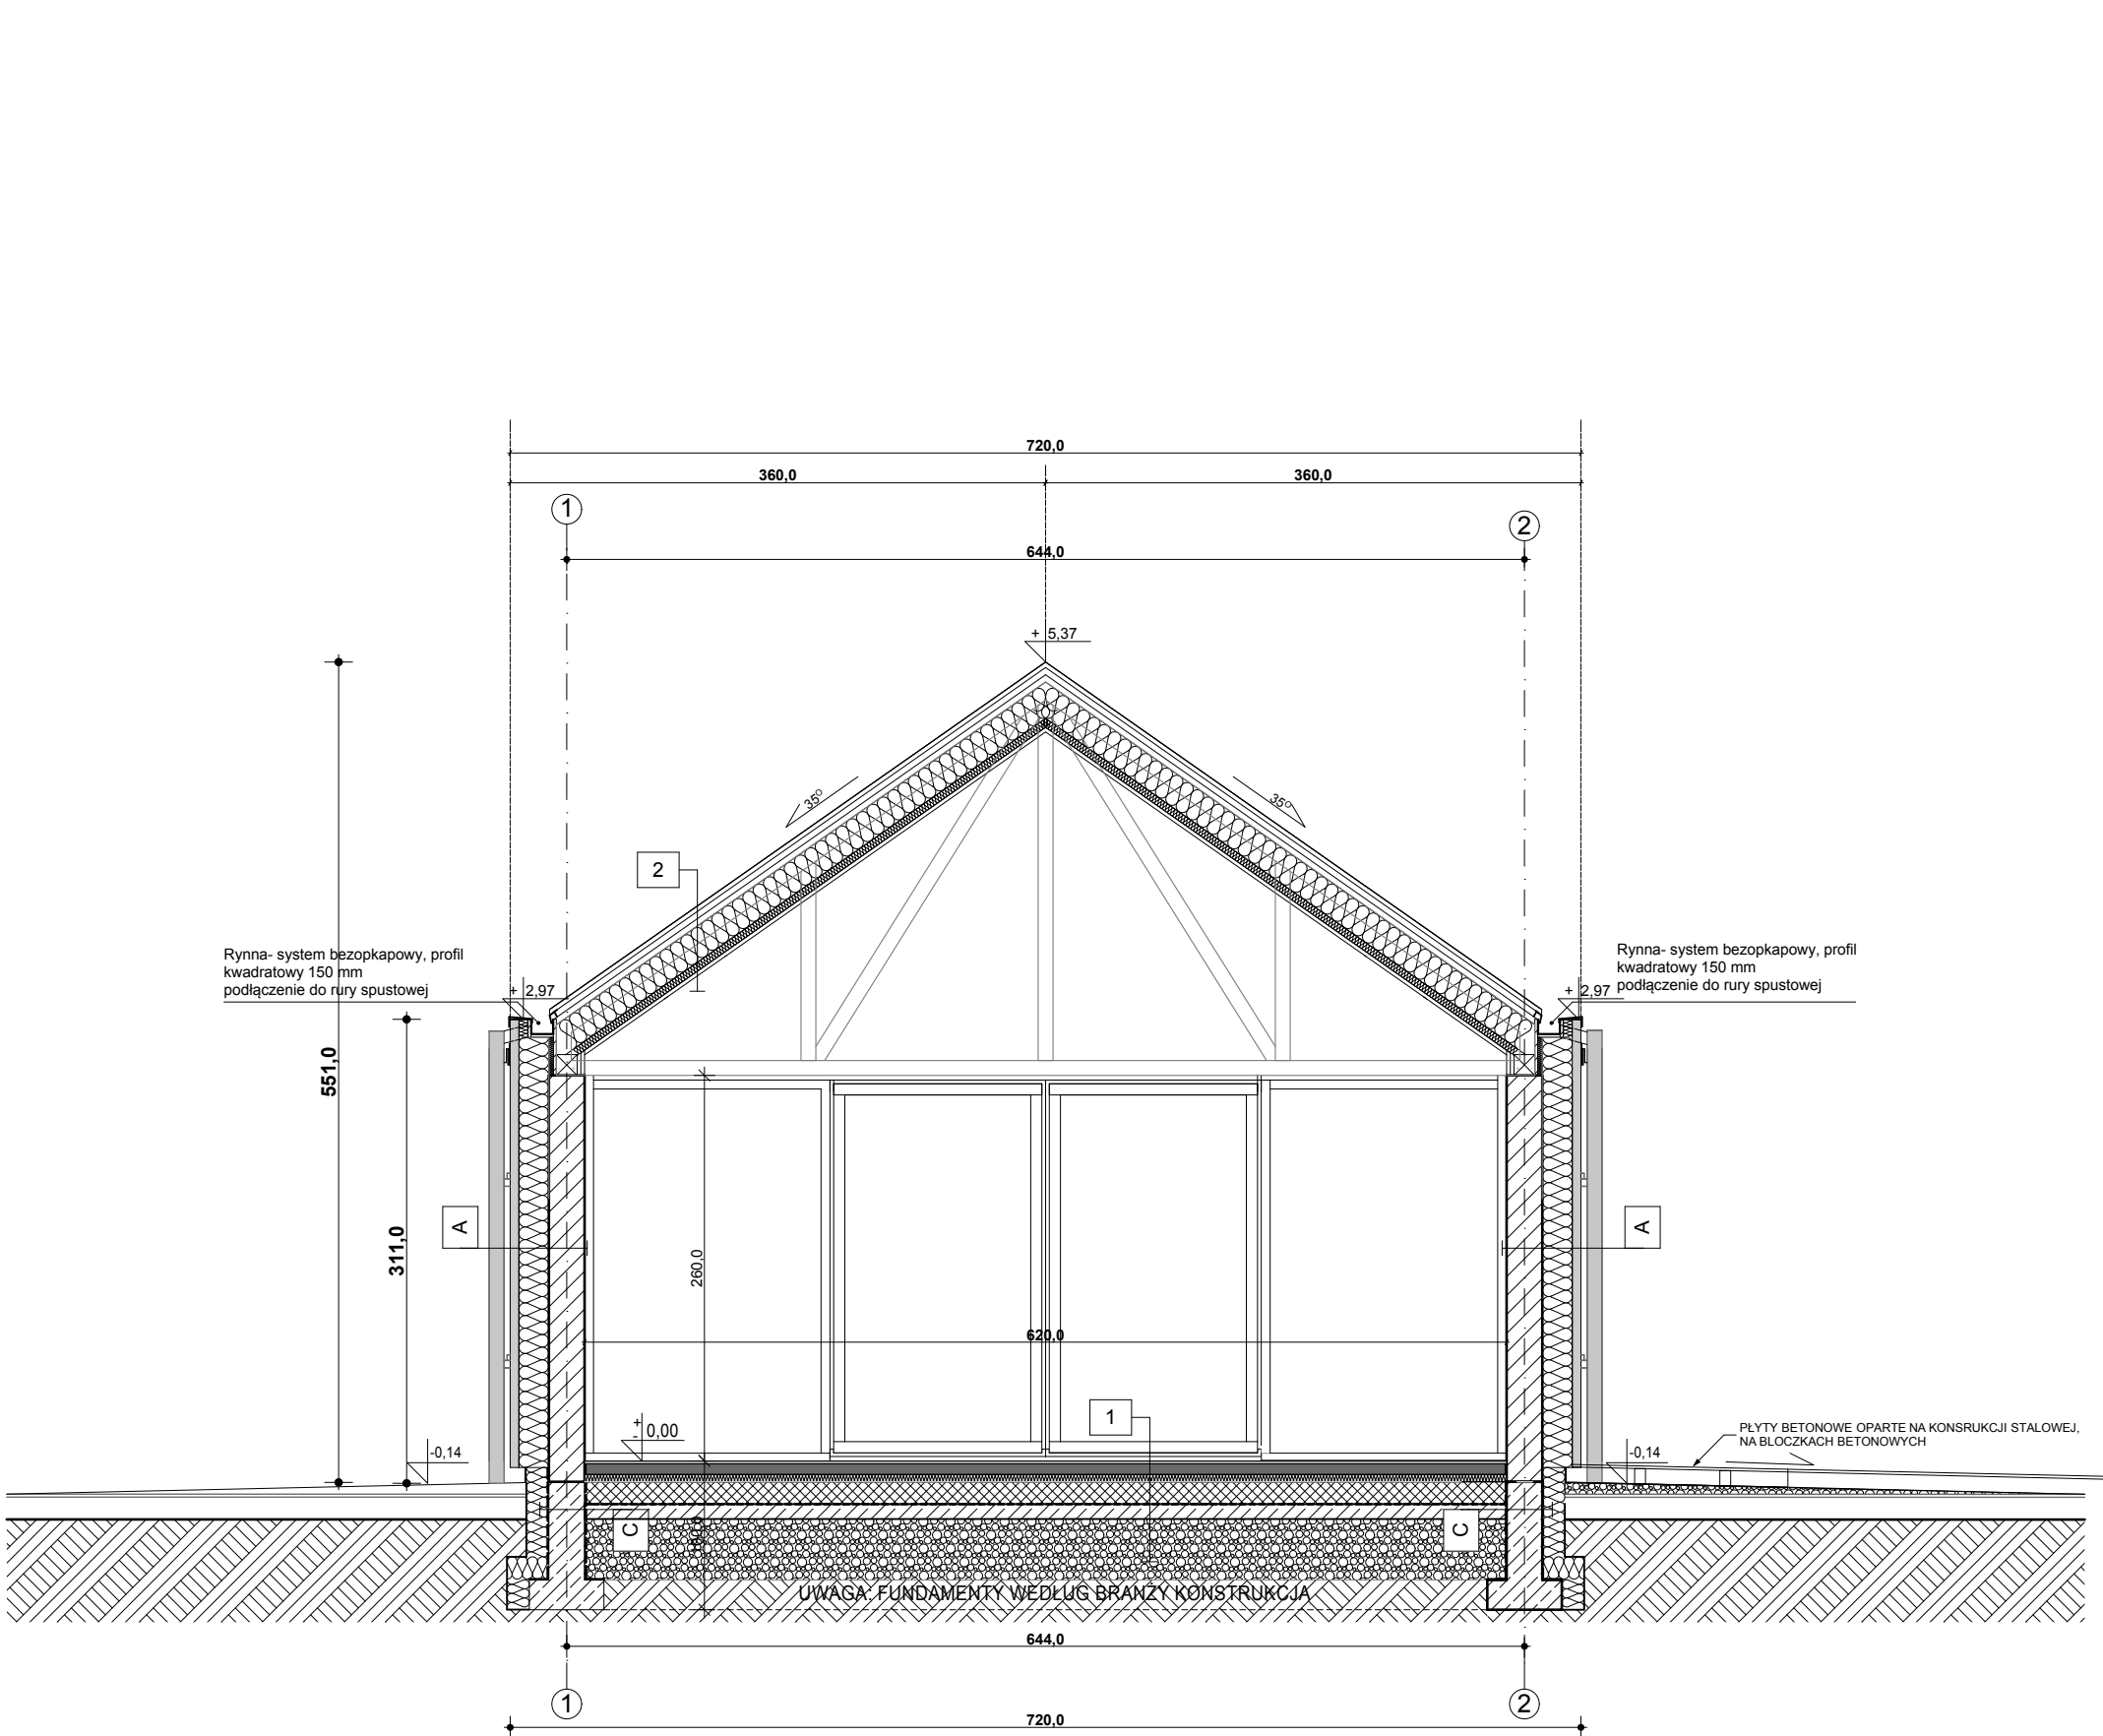 720,0
360,0
360,0
1
2
644,0
+ 5,37
35°
35°
2
Rynna- system bezopkapowy, profil
kwadratowy 150 mm
podłączenie do rury spustowej
+ 2,97
Rynna- system bezopkapowy, profil
kwadratowy 150 mm
podłączenie do rury spustowej
+ 2,97
551,0
311,0
A
A
260,0
620,0
1
+
- 0,00
-0,14
-0,14
PŁYTY BETONOWE OPARTE NA KONSRUKCJI STALOWEJ,
NA BLOCZKACH BETONOWYCH
C
C
UWAGA: FUNDAMENTY WEDŁUG BRANŻY KONSTRUKCJA
644,0
1
2
720,0